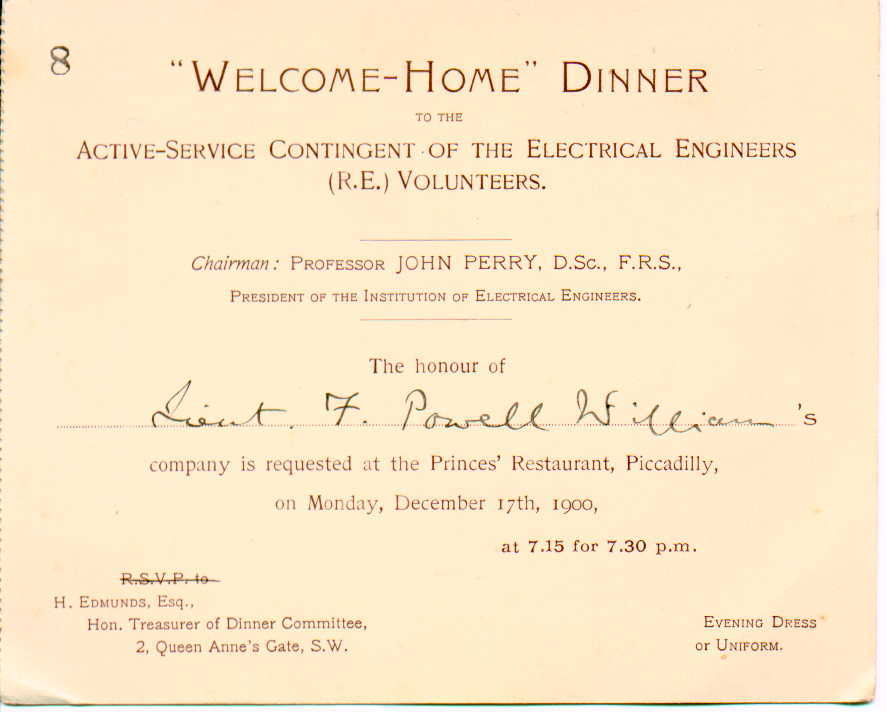 8
"Welcome-Home" Dinner
to the
Active-Service Contingent of the Electrical Engineers
(R.E.) Volunteers.
Chairman: Professor JOHN PERRY, D.Sc., F.R.S.,
President of the Institution of Electrical Engineers.
The honour of
Lieut. F. Powell William's
company is requested at the Princes' Restaurant, Piccadilly,
on Monday, December 17th, 1900,
at 7.15 for 7.30 p.m.
R.S.V.P. to
H. Edmunds, Esq.,
Hon. Treasurer of Dinner Committee,
2, Queen Anne's Gate, S.W.
Evening Dress
or Uniform.